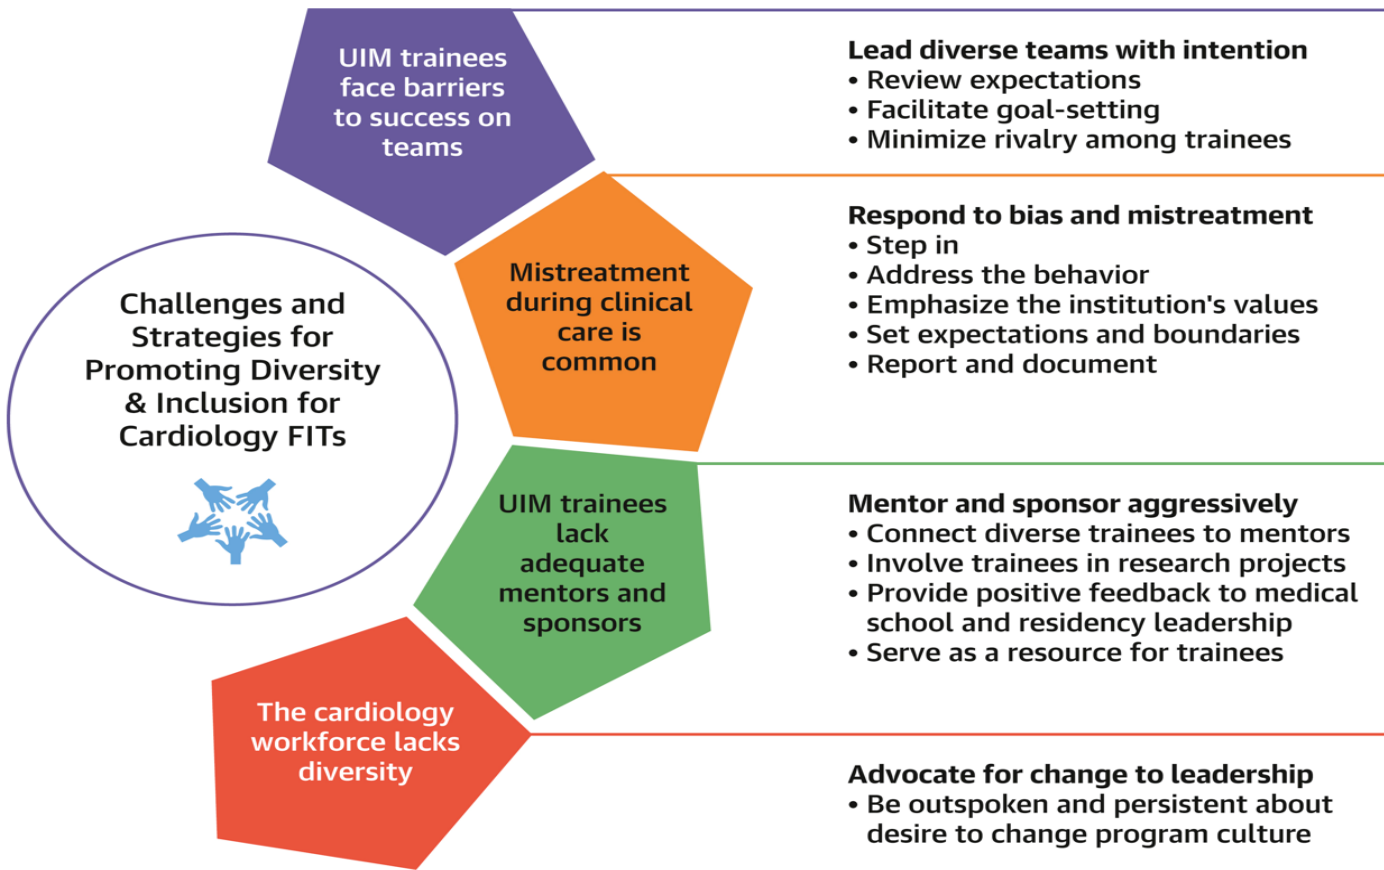 Challenges and
Strategies for
Promoting Diversity
& Inclusion for
Cardiology FITs
UIM trainees
face barriers
to success on
teams
Lead diverse teams with intention
• Review expectations
• Facilitate goal-setting
• Minimize rivalry among trainees
Mistreatment
during clinical
care is
common
Respond to bias and mistreatment
• Step in
• Address the behavior
• Emphasize the institution's values
• Set expectations and boundaries
• Report and document
UIM trainees
lack
adequate
mentors and
sponsors
Mentor and sponsor aggressively
• Connect diverse trainees to mentors
• Involve trainees in research projects
• Provide positive feedback to medical
school and residency leadership
• Serve as a resource for trainees
The cardiology
workforce lacks
diversity
Advocate for change to leadership
• Be outspoken and persistent about
desire to change program culture